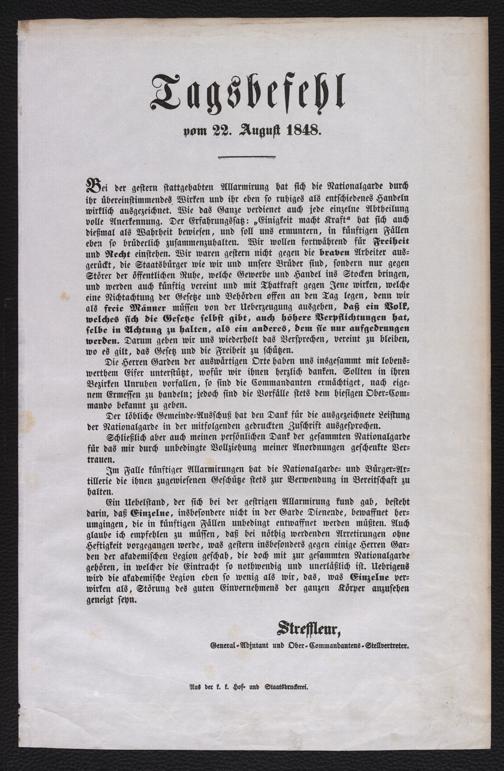 Tagsbefehl
vom 22. August 1848.
Bei der gestern stattgehabten Allarmirung hat sich die Nationalgarde durch
ihr übereinstimmendes Wirken und ihr eben so ruhiges als entschiedenes Handeln
wirklich ausgezeichnet. Wie das Ganze verdienet auch jede einzelne Abtheilung
volle Anerkennung. Der Erfahrungssatz: „Einigkeit macht Kraft“ hat sich auch
dießmal als Wahrheit bewiesen, und soll uns ermuntern, in künftigen Fällen
eben so brüderlich zusammenzuhalten. Wir wollen fortwährend für Freiheit
und Recht einstehen. Wir waren gestern nicht gegen die braven Arbeiter aus-
gerückt, die Staatsbürger wie wir und unsere Brüder sind, sondern nur gegen
Störer der öffentlichen Ruhe, welche Gewerbe und Handel ins Stocken bringen,
und werden auch künftig vereint und mit Thatkraft gegen Jene wirken, welche
eine Nichtachtung der Gesetze und Behörden offen an den Tag legen, denn wir
als freie Männer müssen von der Ueberzeugung ausgehen, daß ein Volk,
welches sich die Gesetze selbst gibt, auch höhere Verpflichtungen hat,
selbe in Achtung zu halten, als ein anderes, dem sie nur aufgedrungen
werden. Darum geben wir uns wiederholt das Versprechen, vereint zu bleiben,
wo es gilt, das Gesetz und die Freiheit zu schützen.
Die Herren Garden der auswärtigen Orte haben uns insgesammt mit lobens-
werthem Eifer unterstützt, wofür wir ihnen herzlich danken. Sollten in ihren
Bezirken Unruhen vorfallen, so sind die Commandanten ermächtiget, nach eige-
nem Ermessen zu handeln; jedoch sind die Vorfälle stets dem hiesigen Ober-Com-
mando bekannt zu geben.
Der löbliche Gemeinde-Ausschuß hat den Dank für die ausgezeichnete Leistung
der Nationalgarde in der mitfolgenden gedruckten Zuschrift ausgesprochen.
Schließlich aber auch meinen persönlichen Dank der gesammten Nationalgarde
für das mir durch unbedingte Vollziehung meiner Anordnungen geschenkte Ver-
trauen.
Im Falle künftiger Allarmirungen hat die Nationalgarde- und Bürger-Ar-
tillerie die ihnen zugewiesenen Geschütze stets zur Verwendung in Bereitschaft zu
halten.
Ein Uebelstand, der sich bei der gestrigen Allarmirung kund gab, besteht
darin, daß Einzelne, insbesondere nicht in der Garde Dienende, bewaffnet her-
umgingen, die in künftigen Fällen unbedingt entwaffnet werden müßten. Auch
glaube ich empfehlen zu müssen, daß bei nöthig werdenden Arretirungen ohne
Heftigkeit vorgegangen werde, was gestern insbesonders gegen einige Herren Gar-
den der akademischen Legion geschah, die doch mit zur gesammten Nationalgarde
gehören, in welcher die Eintracht so nothwendig und unerläßlich ist. Uebrigens
wird die akademische Legion eben so wenig als wir, das, was Einzelne ver-
wirken als, Störung des guten Einvernehmens der ganzen Körper anzusehen
geneigt seyn.
Streffleur,
General-Adjutant und Ober-Commandantens-Stellvertreter.
Aus der k. k. Hof- und Staatsdruckerei.